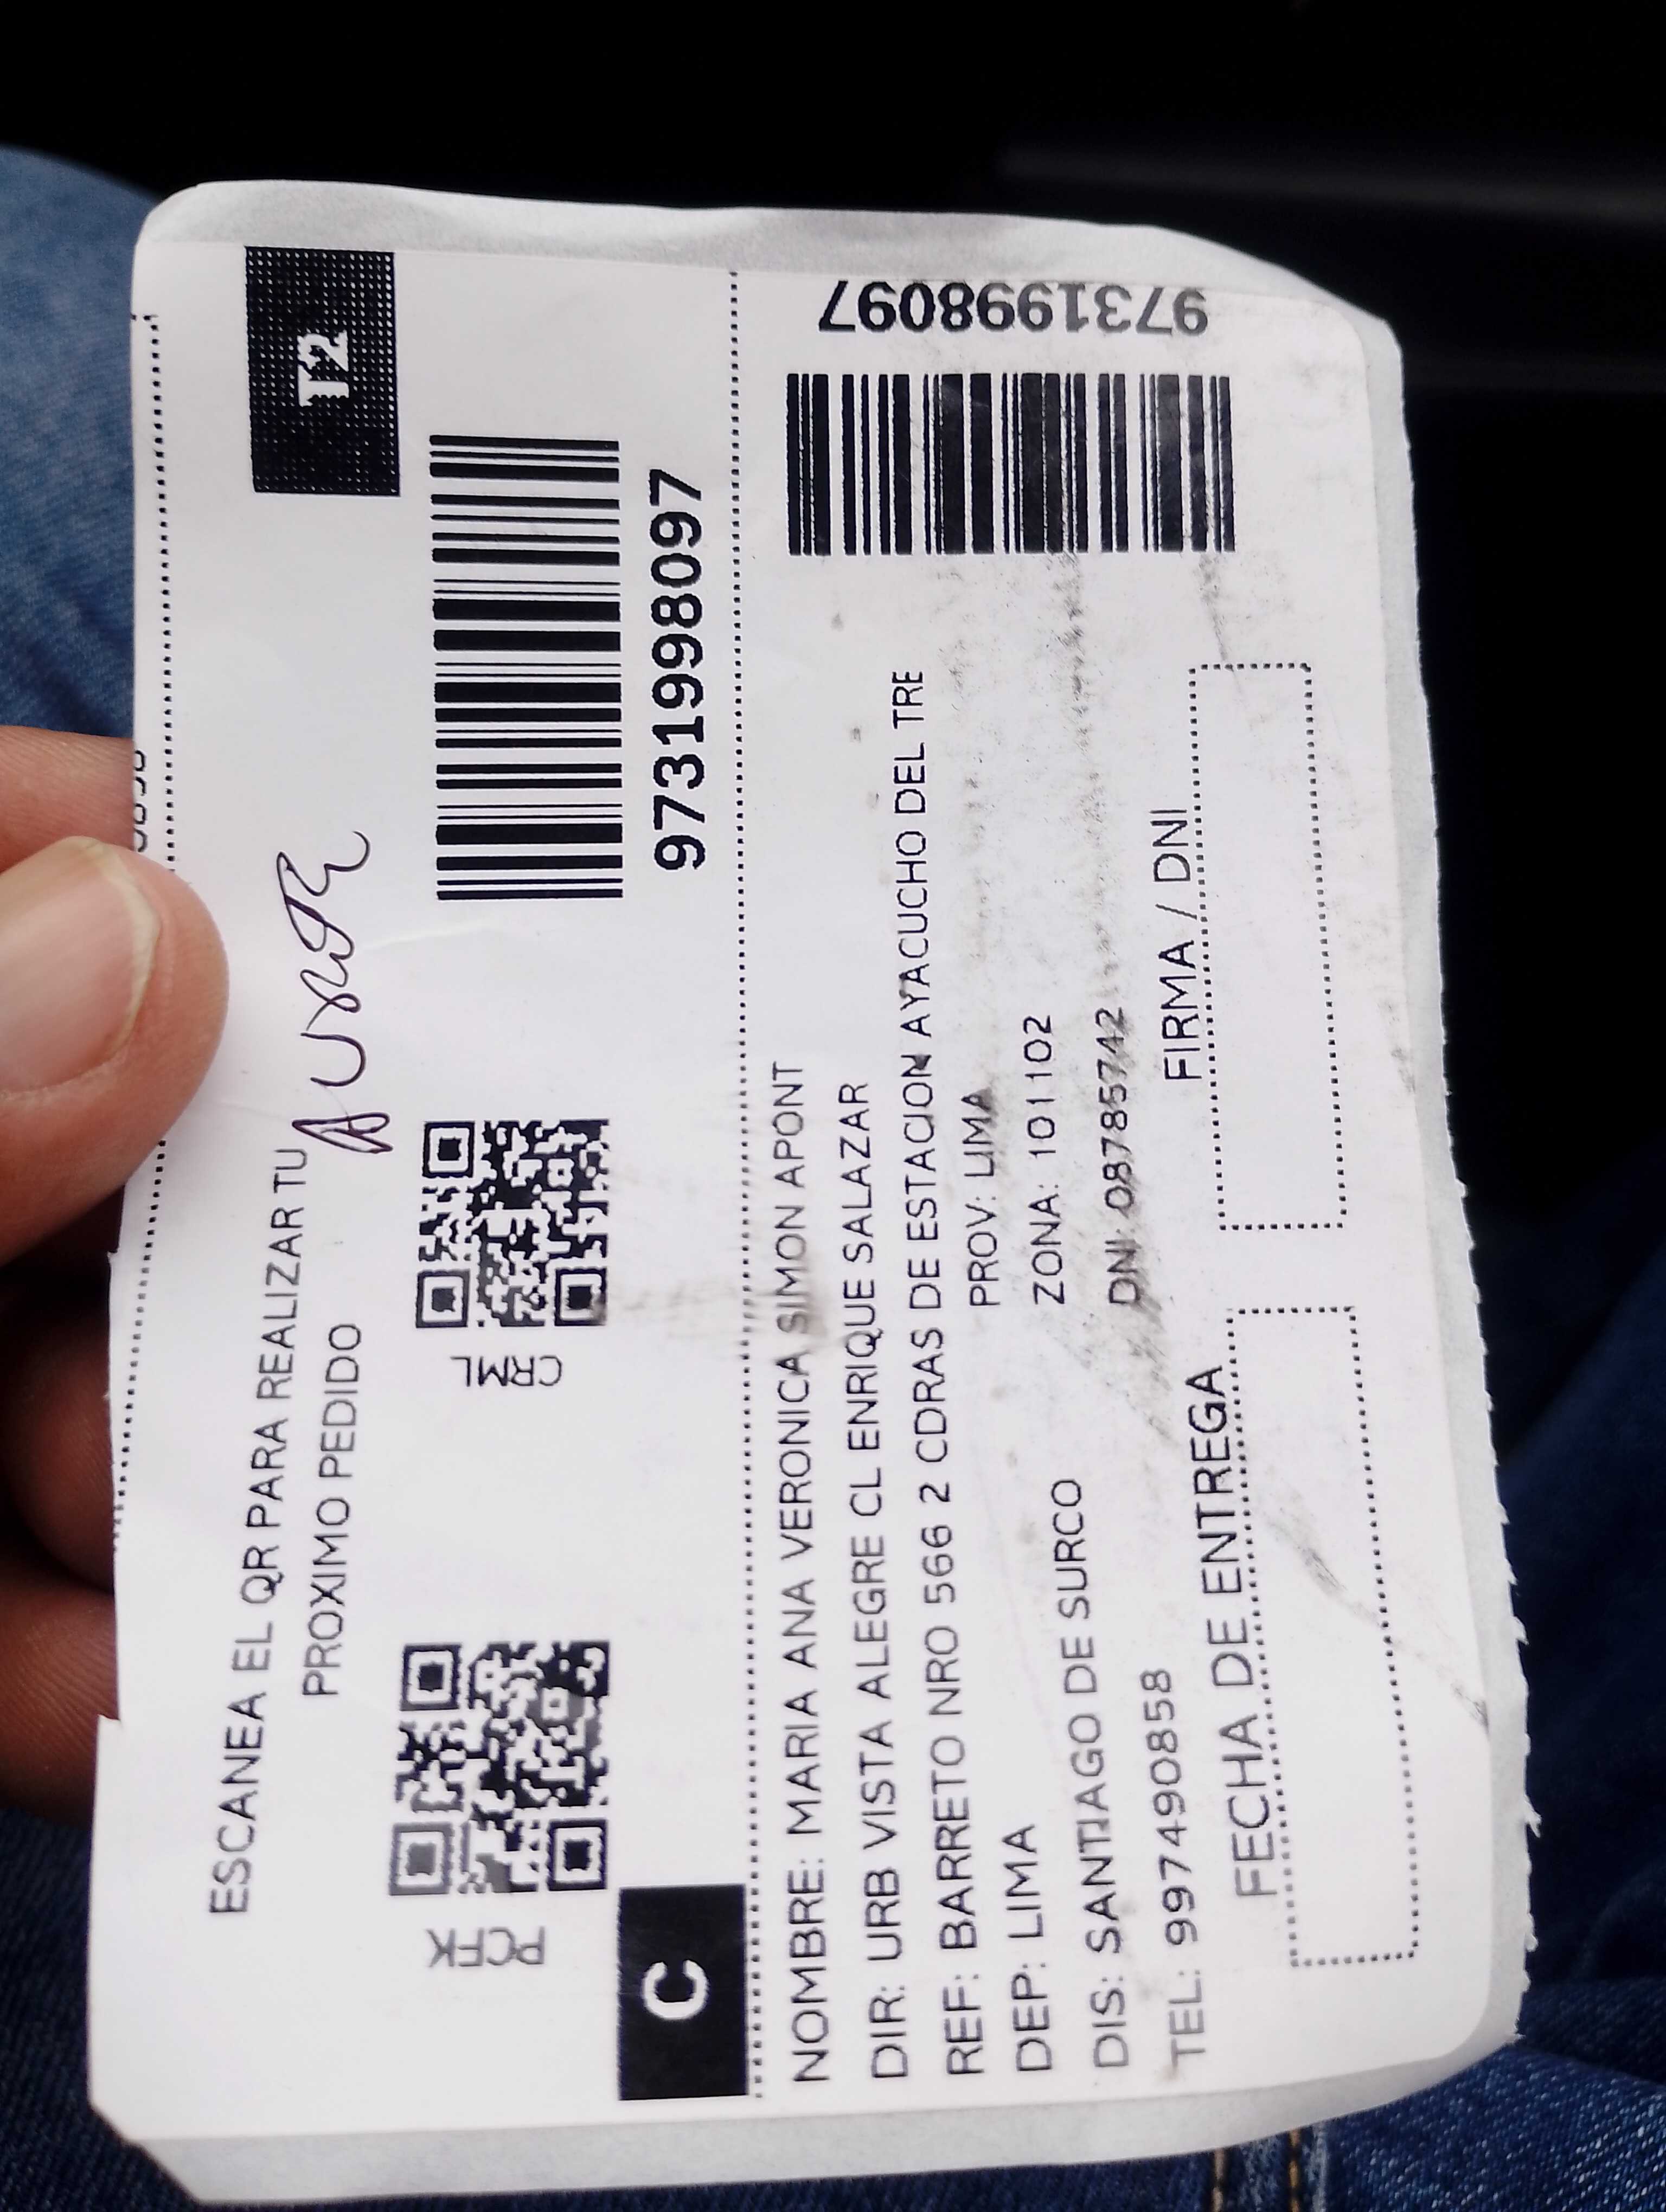 T2
ESCANEA EL QR PARA REALIZAR TU
PROXIMO PEDIDO
PCFK
CRML
9731998097
C
NOMBRE: MARIA ANA VERONICA SIMON APONT
DIR: URB VISTA ALEGRE CL ENRIQUE SALAZAR
REF: BARRETO NRO 566 2 CDRAS DE ESTACION AYACUCHO DEL TRE
DEP: LIMA PROV: LIMA
DIS: SANTIAGO DE SURCO ZONA: 101102
TEL: 997490858 DNI: 08785742
FECHA DE ENTREGA FIRMA / DNI
9731998097